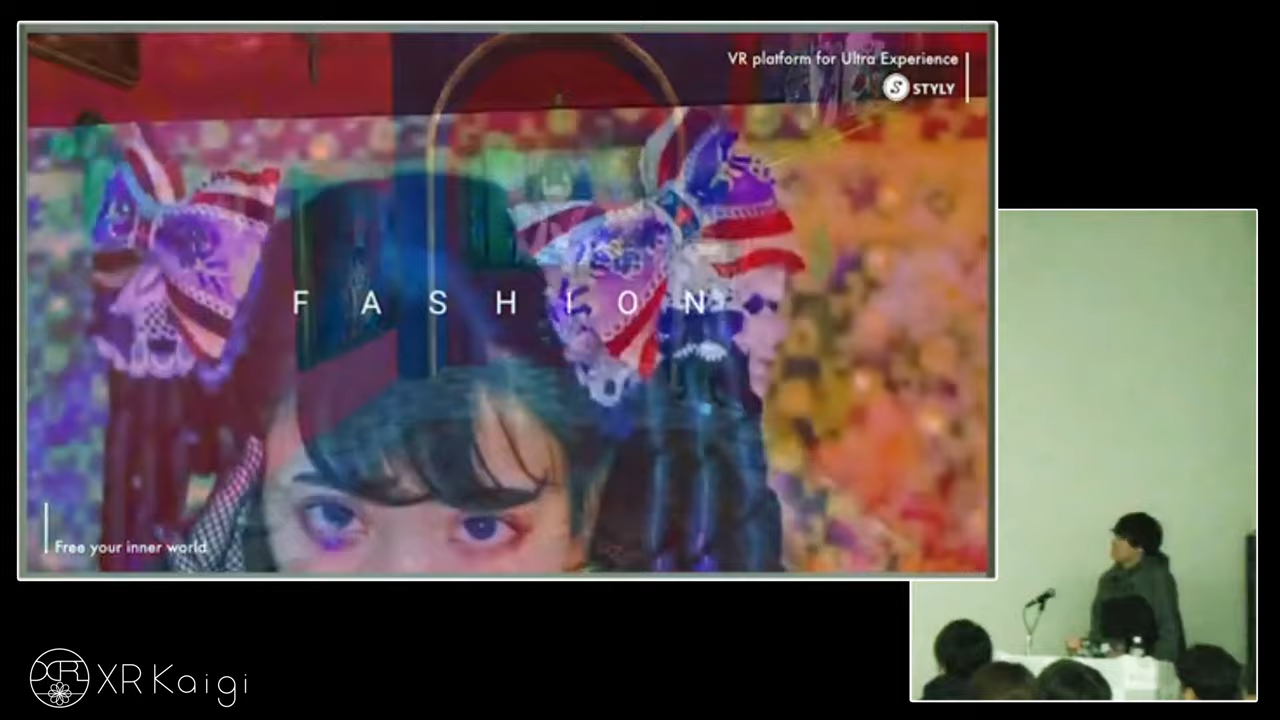 VR platform for Ultra Experience
STYLY
F A S H I O N
Free your inner world
XR Kaigi